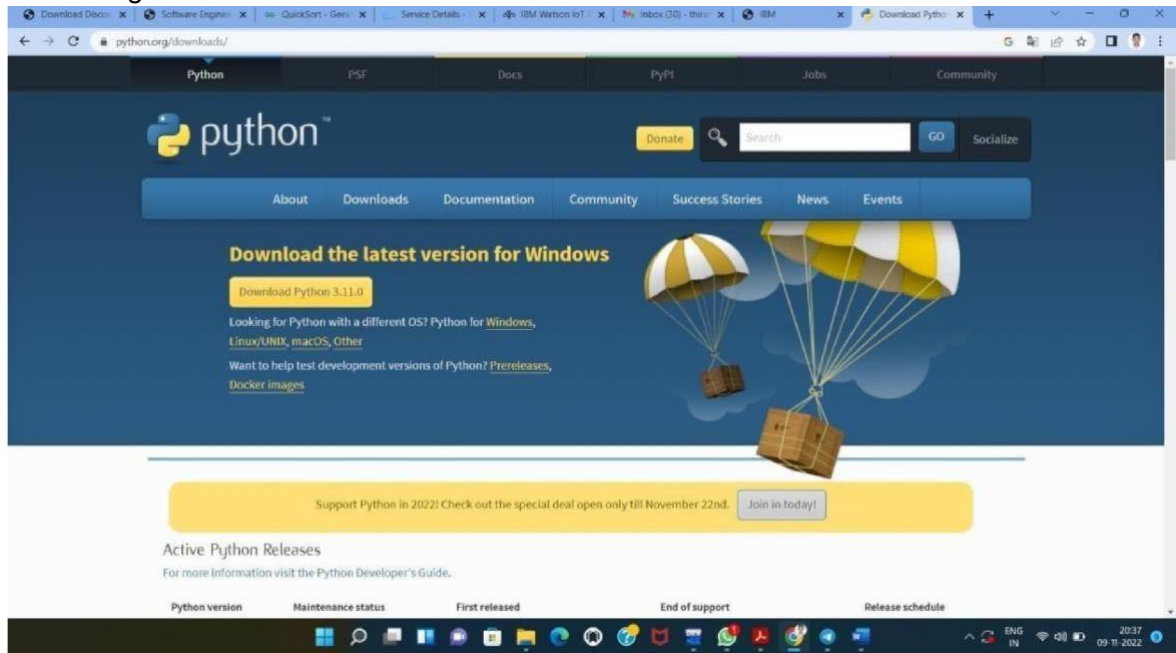 Download Discor
Software Engineer
QuickSort - Geni
Service Details -
IBM Watson IoT
Inbox (30) - thira
IBM
Download Python
python.org/downloads/
Python
PSF
Docs
PyPI
Jobs
Community
python™
Donate
Search
GO
Socialize
About
Downloads
Documentation
Community
Success Stories
News
Events
Download the latest version for Windows
Download Python 3.11.0
Looking for Python with a different OS? Python for Windows,
Linux/UNIX, macOS, Other
Want to help test development versions of Python? Prereleases,
Docker images
Support Python in 2022! Check out the special deal open only till November 22nd.
Join in today!
Active Python Releases
For more information visit the Python Developer's Guide.
Python version
Maintenance status
First released
End of support
Release schedule
ENG
IN
20:37
09-11-2022